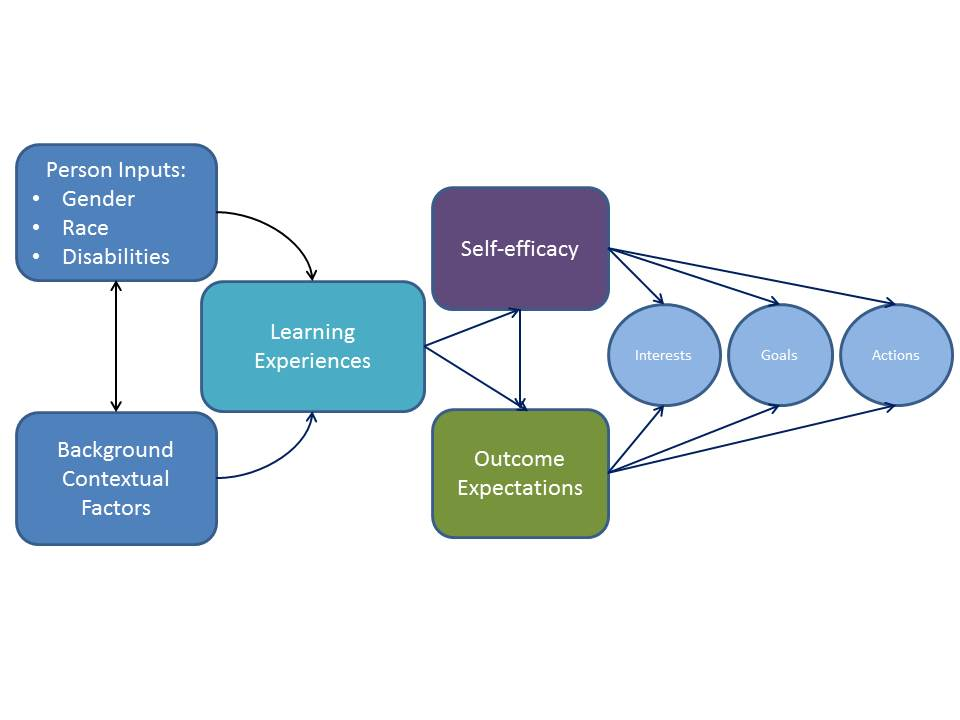 Person Inputs:
• Gender
• Race
• Disabilities
Learning
Experiences
Background
Contextual
Factors
Self-efficacy
Outcome
Expectations
Interests
Goals
Actions